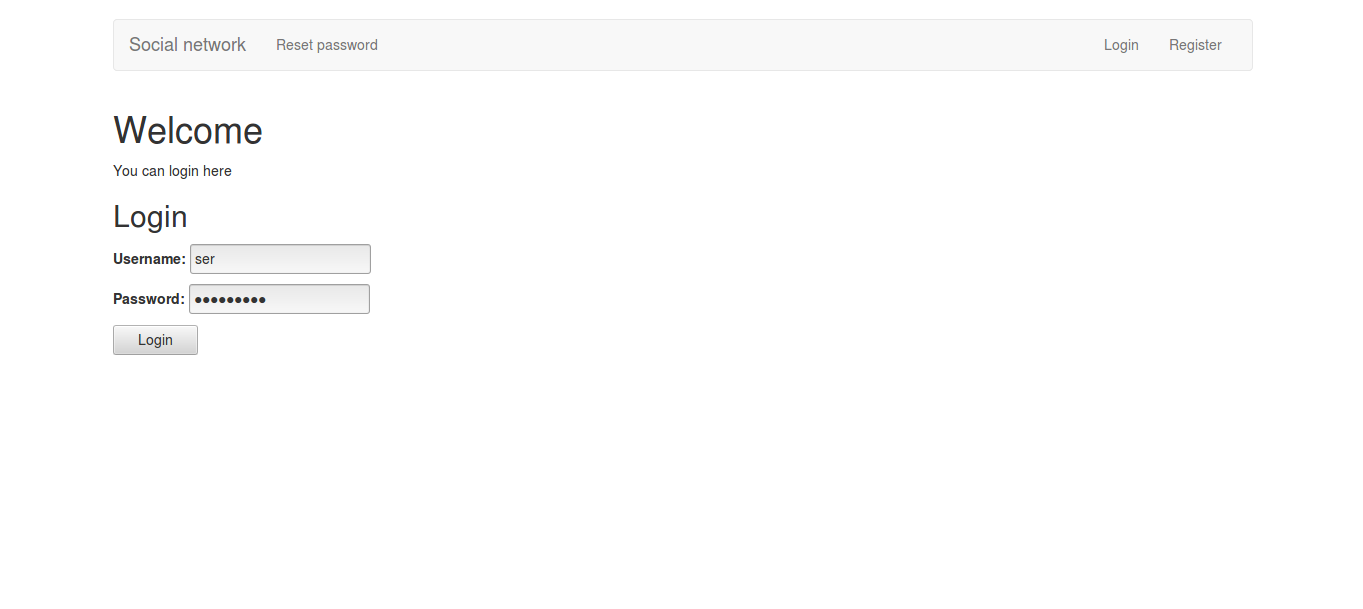 Social network Reset password Login Register
Welcome
You can login here
Login
Username: ser
Password: •••••••••
Login